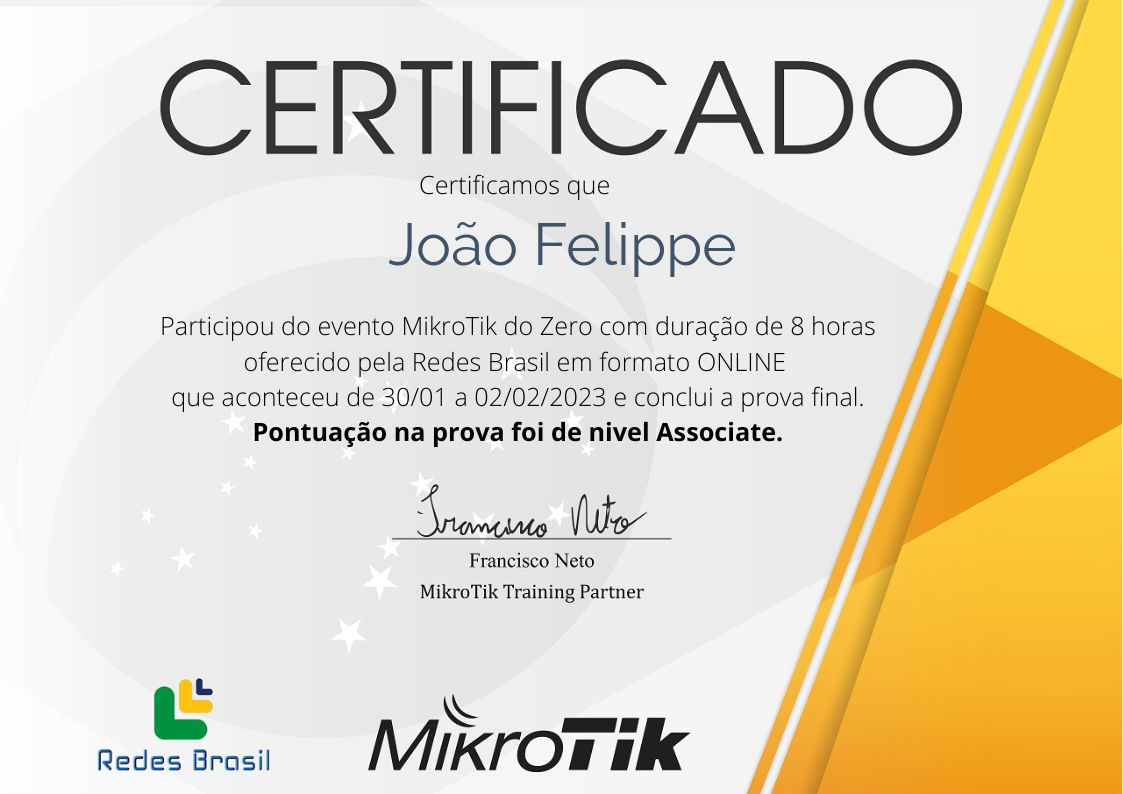 CERTIFICADO
Certificamos que
João Felippe
Participou do evento MikroTik do Zero com duração de 8 horas
oferecido pela Redes Brasil em formato ONLINE
que aconteceu de 30/01 a 02/02/2023 e conclui a prova final.
Pontuação na prova foi de nivel Associate.
Francisco Neto
Francisco Neto
MikroTik Training Partner
Redes Brasil
MikroTik